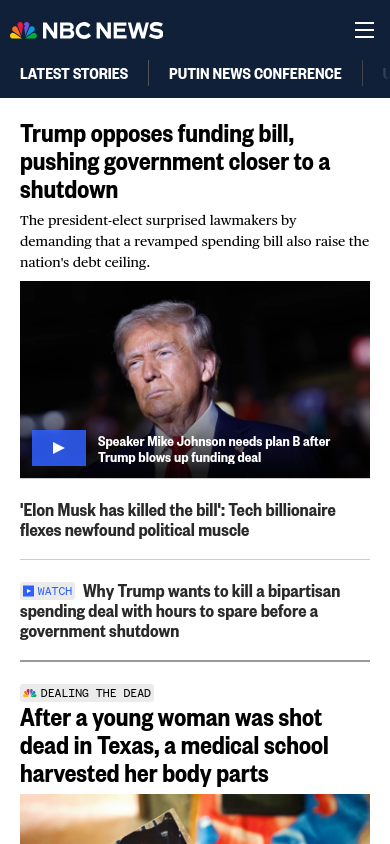 NBC NEWS
LATEST STORIES
PUTIN NEWS CONFERENCE
Trump opposes funding bill,
pushing government closer to a
shutdown
The president-elect surprised lawmakers by
demanding that a revamped spending bill also raise the
nation's debt ceiling.
Speaker Mike Johnson needs plan B after
Trump blows up funding deal
'Elon Musk has killed the bill': Tech billionaire
flexes newfound political muscle
WATCH Why Trump wants to kill a bipartisan
spending deal with hours to spare before a
government shutdown
DEALING THE DEAD
After a young woman was shot
dead in Texas, a medical school
harvested her body parts